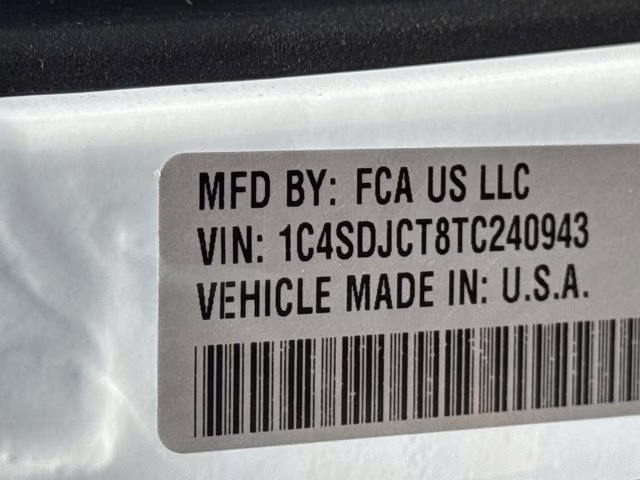 MFD BY: FCA US LLC
VIN: 1C4SDJCT8TC240943
VEHICLE MADE IN: U.S.A.